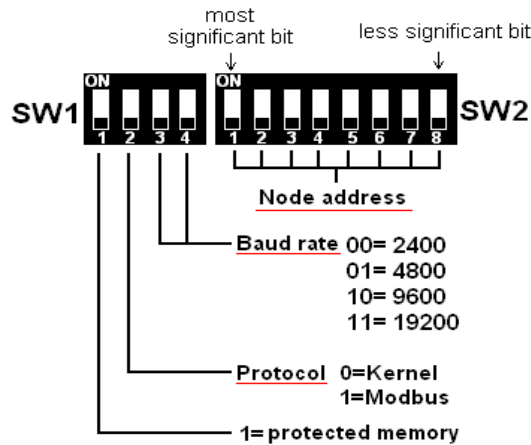 most
significant bit
less significant bit
ON
ON
SW1
SW2
1 2 3 4
1 2 3 4 5 6 7 8
Node address
Baud rate 00= 2400
01= 4800
10= 9600
11= 19200
Protocol 0=Kernel
1=Modbus
1= protected memory